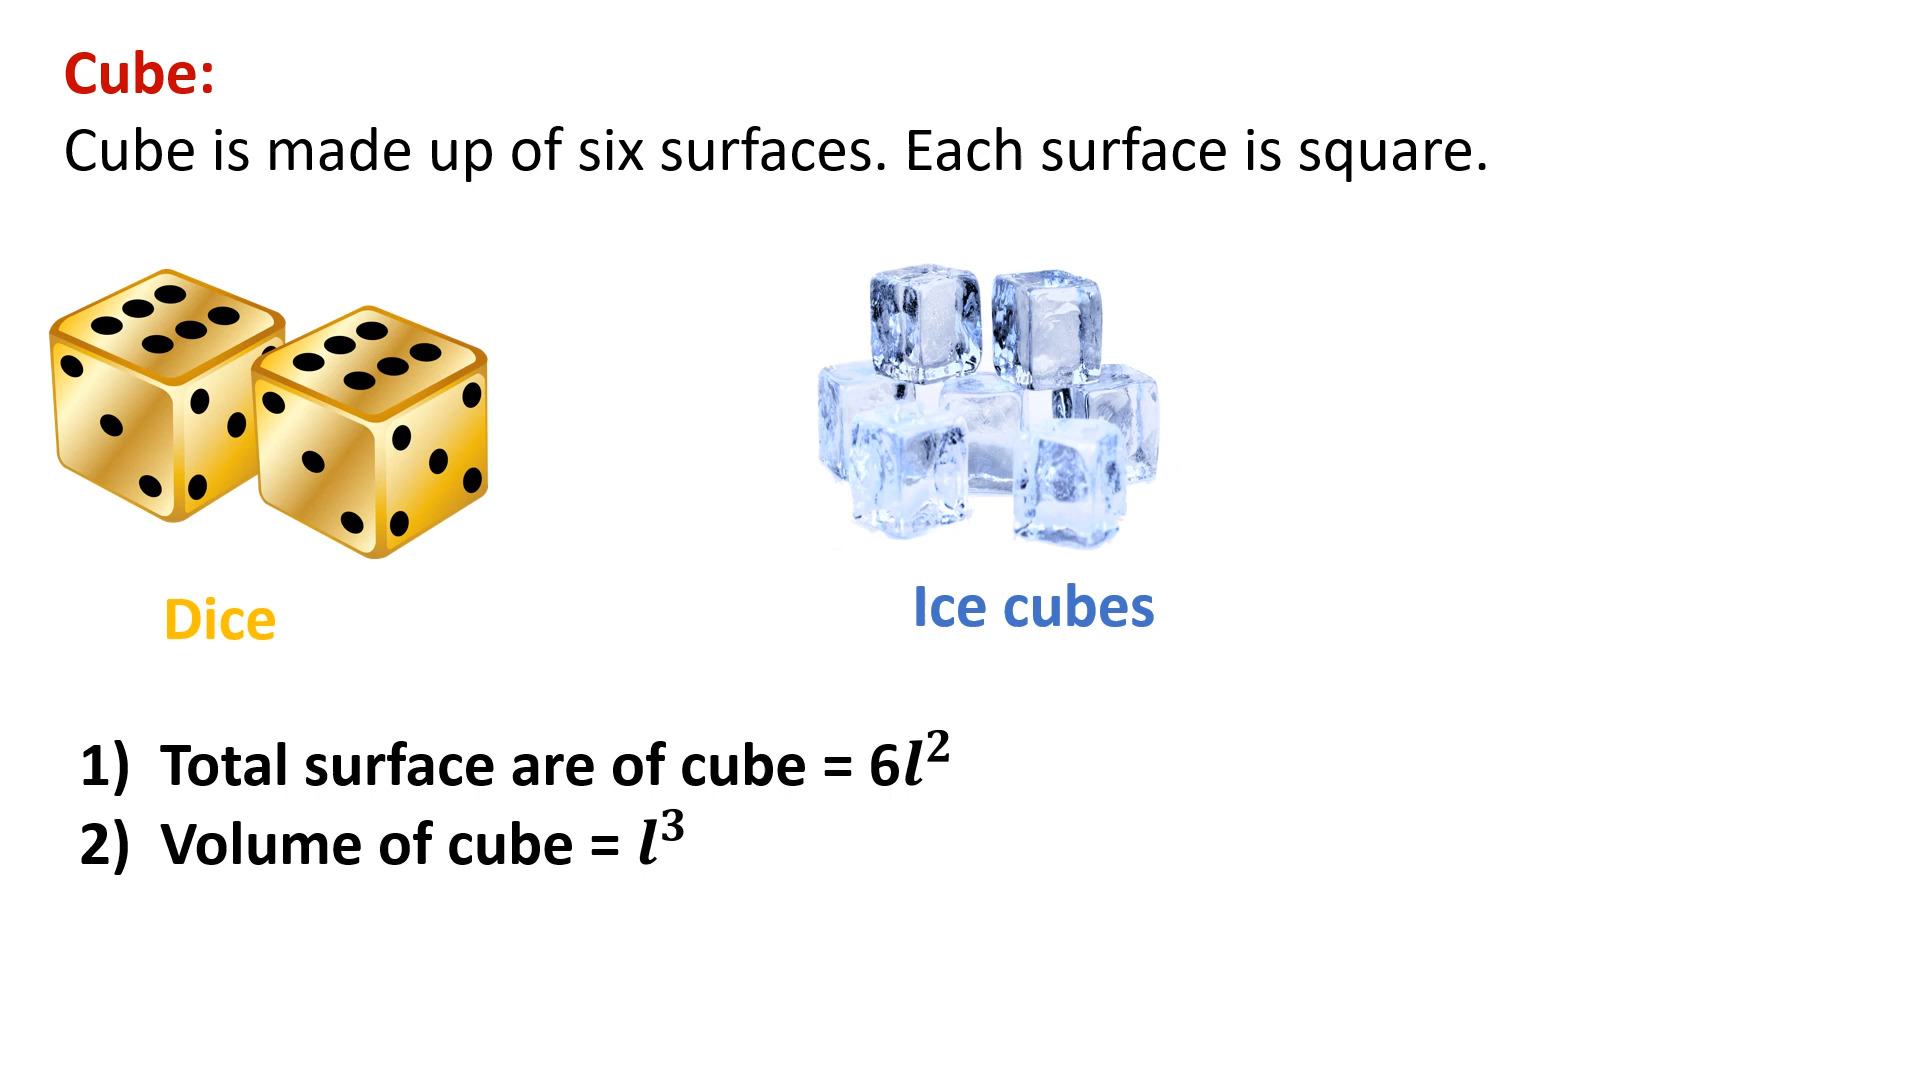 Cube:
Cube is made up of six surfaces. Each surface is square.
Dice
Ice cubes
1) Total surface are of cube = 6𝒍²
2) Volume of cube = 𝒍³